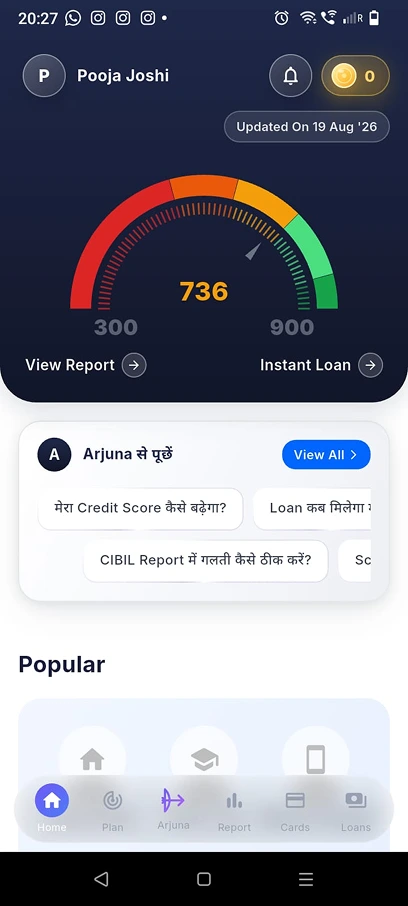 20:27
R
P Pooja Joshi 0
Updated On 19 Aug '26
736
300 900
View Report Instant Loan
A Arjuna से पूछें View All
मेरा Credit Score कैसे बढ़ेगा? Loan कब मिलेगा
CIBIL Report में गलती कैसे ठीक करें? Sc
Popular
Home Plan Arjuna Report Cards Loans